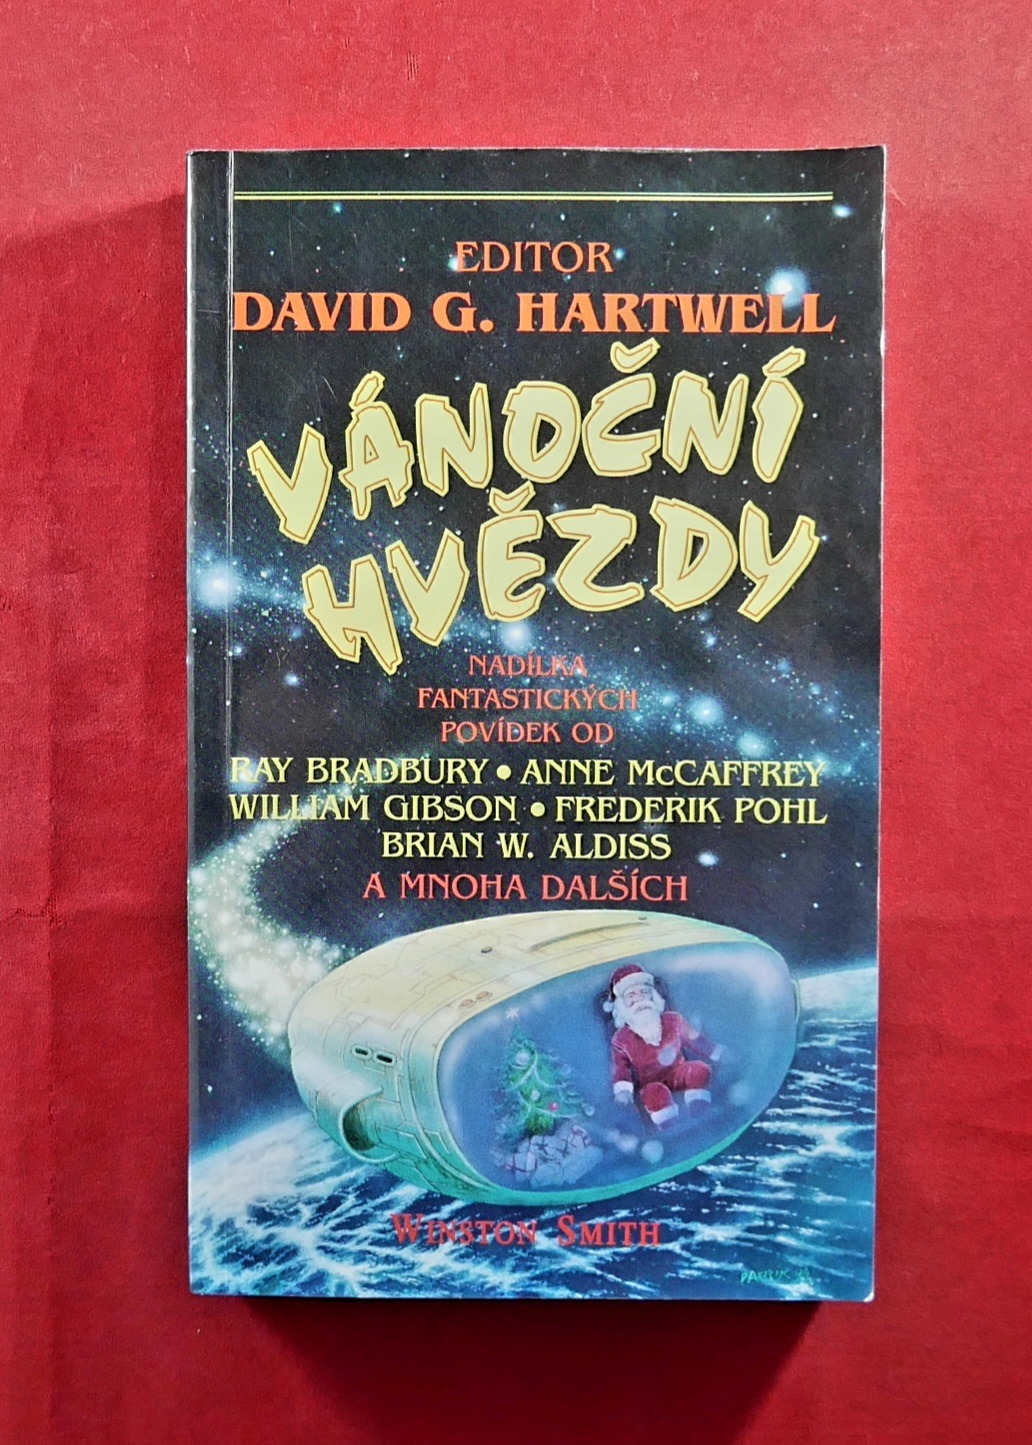 EDITOR
DAVID G. HARTWELL
VÁNOČNÍ
HVĚZDY
NADÍLKA
FANTASTICKÝCH
POVÍDEK OD
RAY BRADBURY • ANNE McCAFFREY
WILLIAM GIBSON • FREDERIK POHL
BRIAN W. ALDISS
A MNOHA DALŠÍCH
WINSTON SMITH